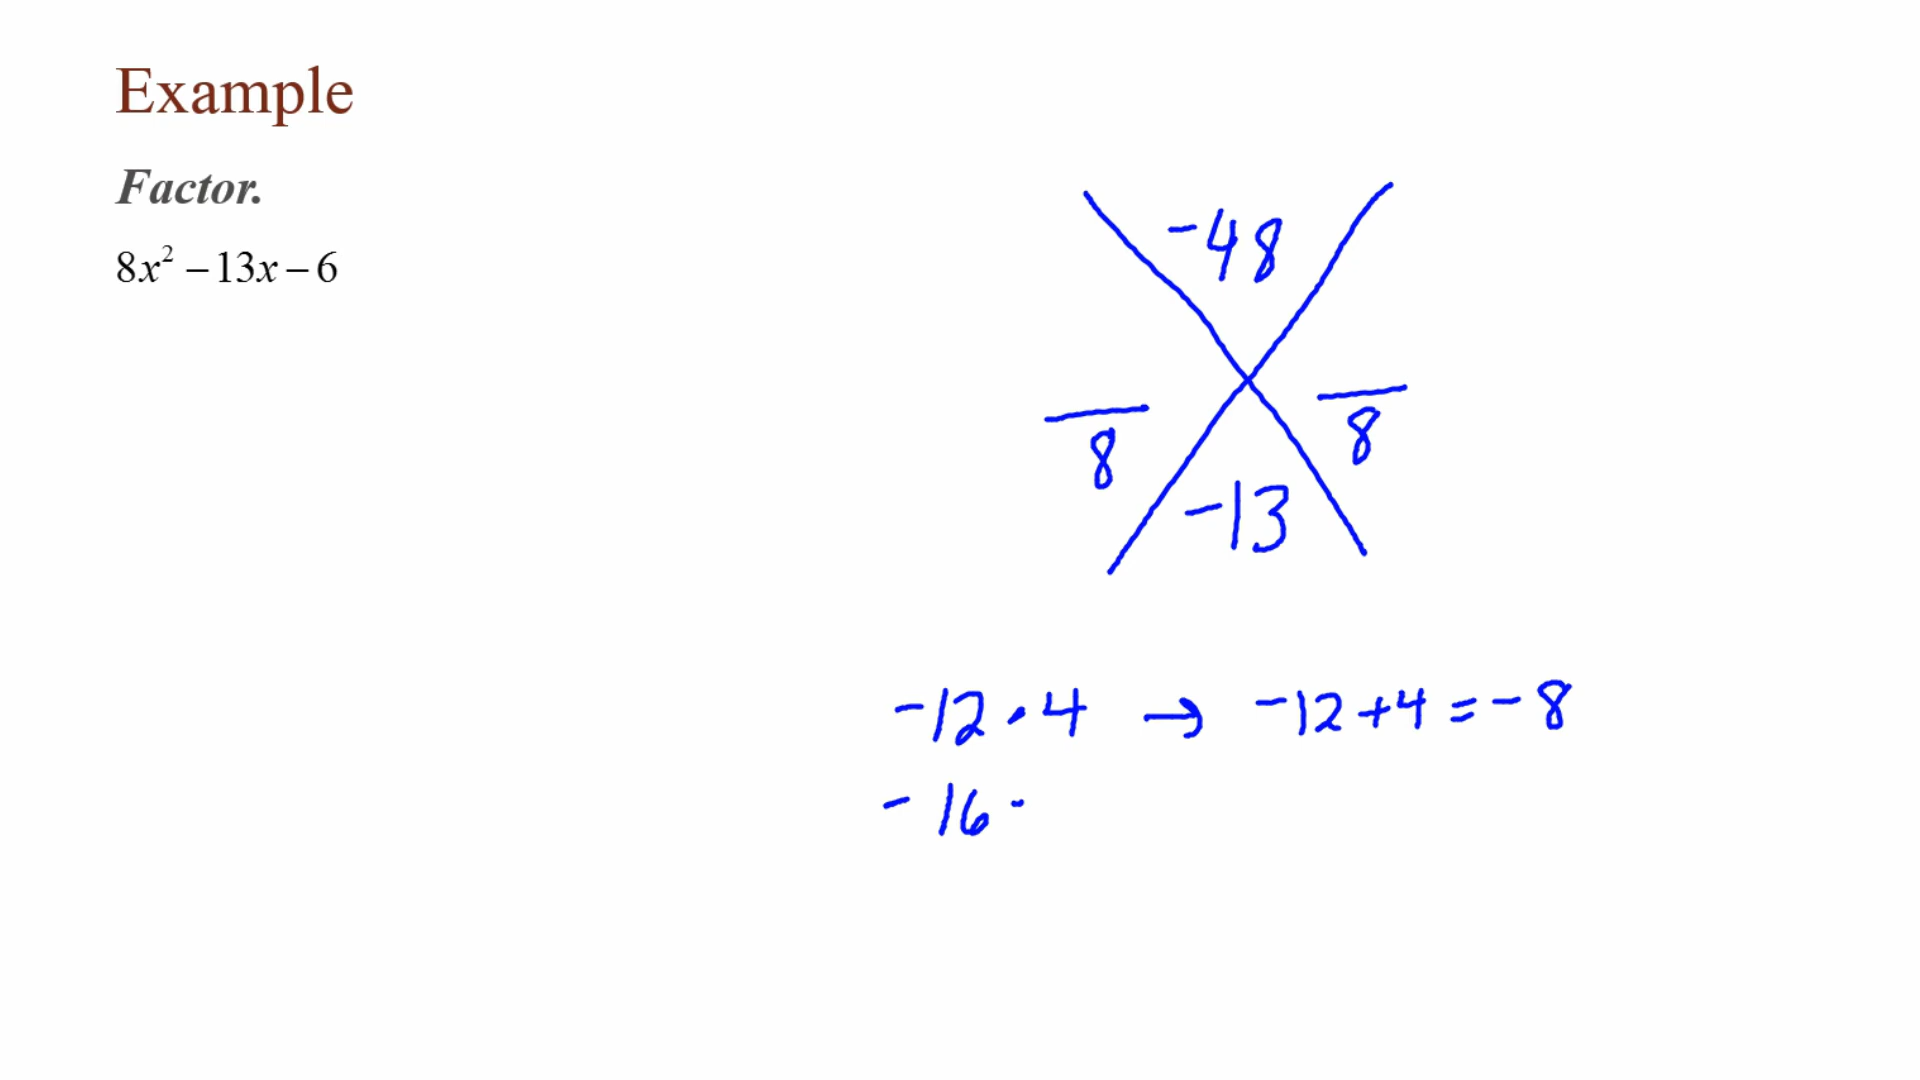 Example
Factor.
8x² – 13x – 6
-48
8
8
-13
-12 · 4 → -12+4 = -8
-16 ·